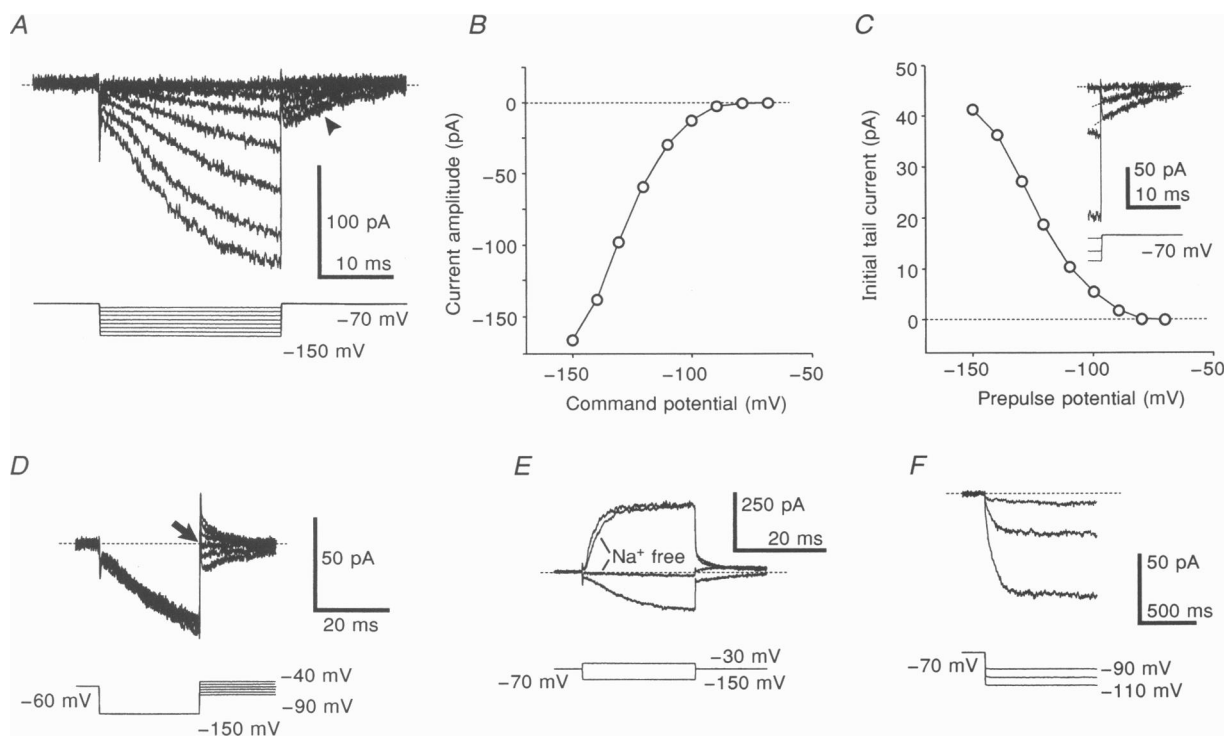 A
100 pA
10 ms
−70 mV
−150 mV
B
Current amplitude (pA)
0
−50
−100
−150
−150
−100
−50
Command potential (mV)
C
Initial tail current (pA)
50
40
30
20
10
0
50 pA
10 ms
−70 mV
−150
−100
−50
Prepulse potential (mV)
D
50 pA
20 ms
−60 mV
−40 mV
−90 mV
−150 mV
E
250 pA
20 ms
Na⁺ free
−70 mV
−30 mV
−150 mV
F
50 pA
500 ms
−70 mV
−90 mV
−110 mV